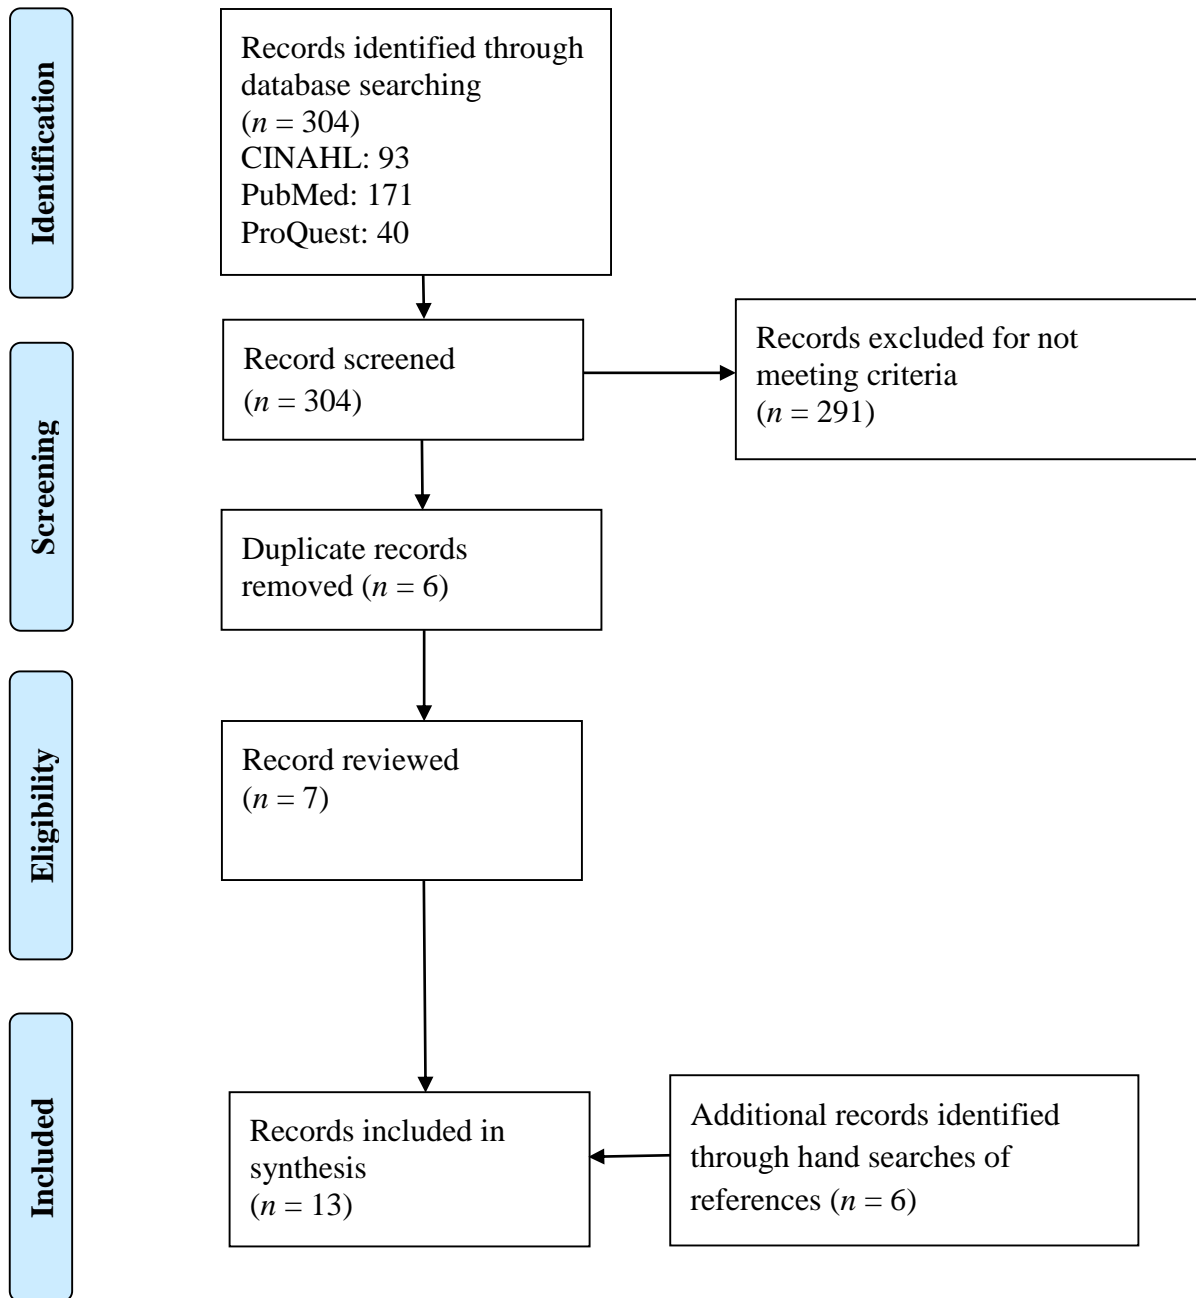 Identification
Records identified through
database searching
(n = 304)
CINAHL: 93
PubMed: 171
ProQuest: 40
Screening
Record screened
(n = 304)
Records excluded for not
meeting criteria
(n = 291)
Duplicate records
removed (n = 6)
Eligibility
Record reviewed
(n = 7)
Included
Records included in
synthesis
(n = 13)
Additional records identified
through hand searches of
references (n = 6)